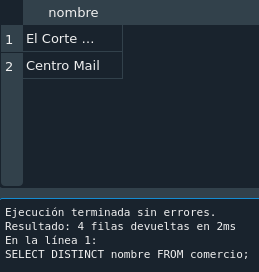 nombre
1 El Corte ...
2 Centro Mail
Ejecución terminada sin errores.
Resultado: 4 filas devueltas en 2ms
En la línea 1:
SELECT DISTINCT nombre FROM comercio;